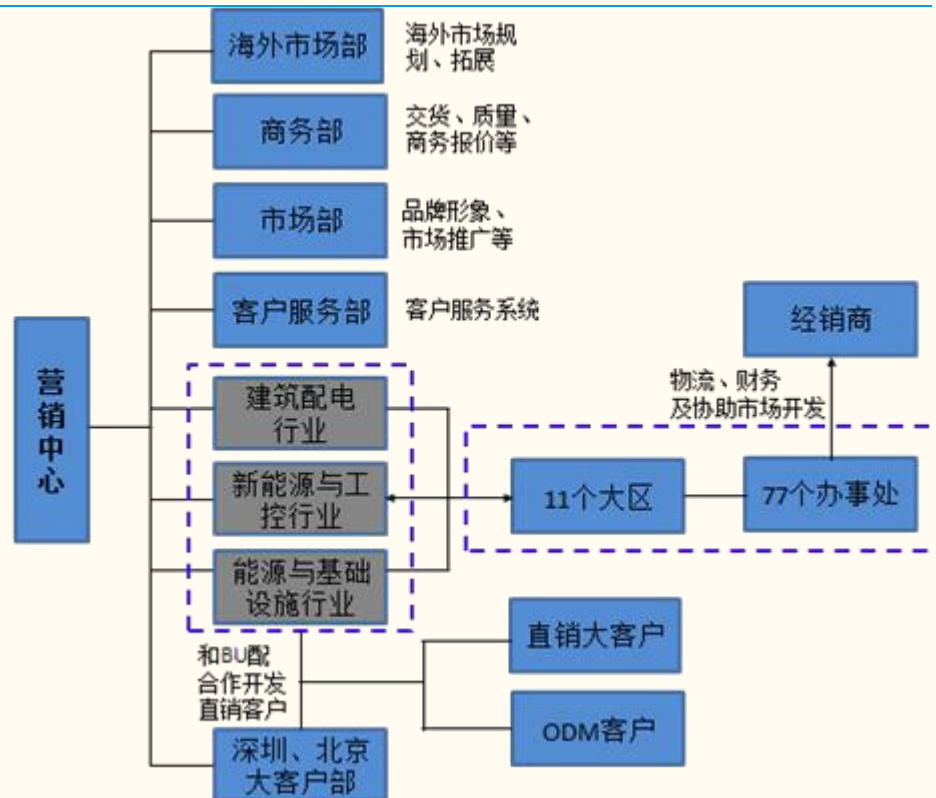 海外市场部
海外市场规
划、拓展
商务部
交货、质量、
商务报价等
市场部
品牌形象、
市场推广等
客户服务部
客户服务系统
营销中心
建筑配电
行业
新能源与工
控行业
能源与基础
设施行业
经销商
物流、财务
及协助市场开发
11个大区
77个办事处
和BU配
合作开发
直销客户
深圳、北京
大客户部
直销大客户
ODM客户